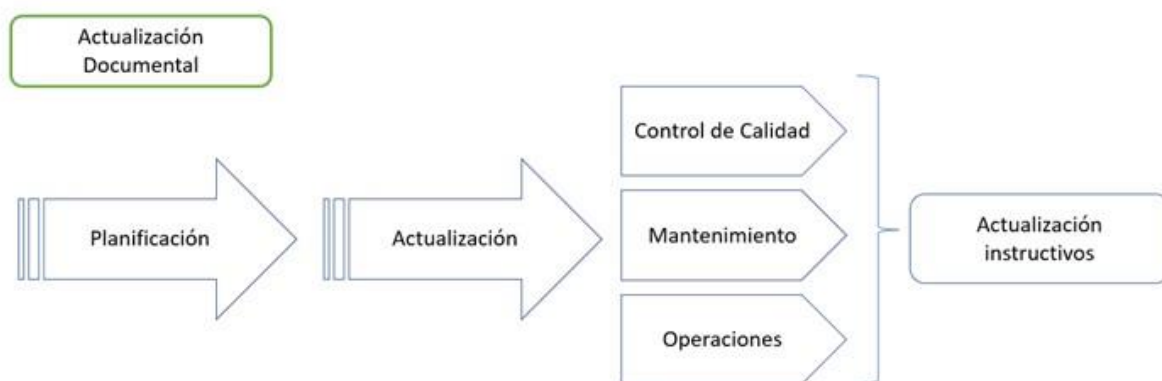 Actualización
Documental
Planificación
Actualización
Control de Calidad
Mantenimiento
Operaciones
Actualización
instructivos